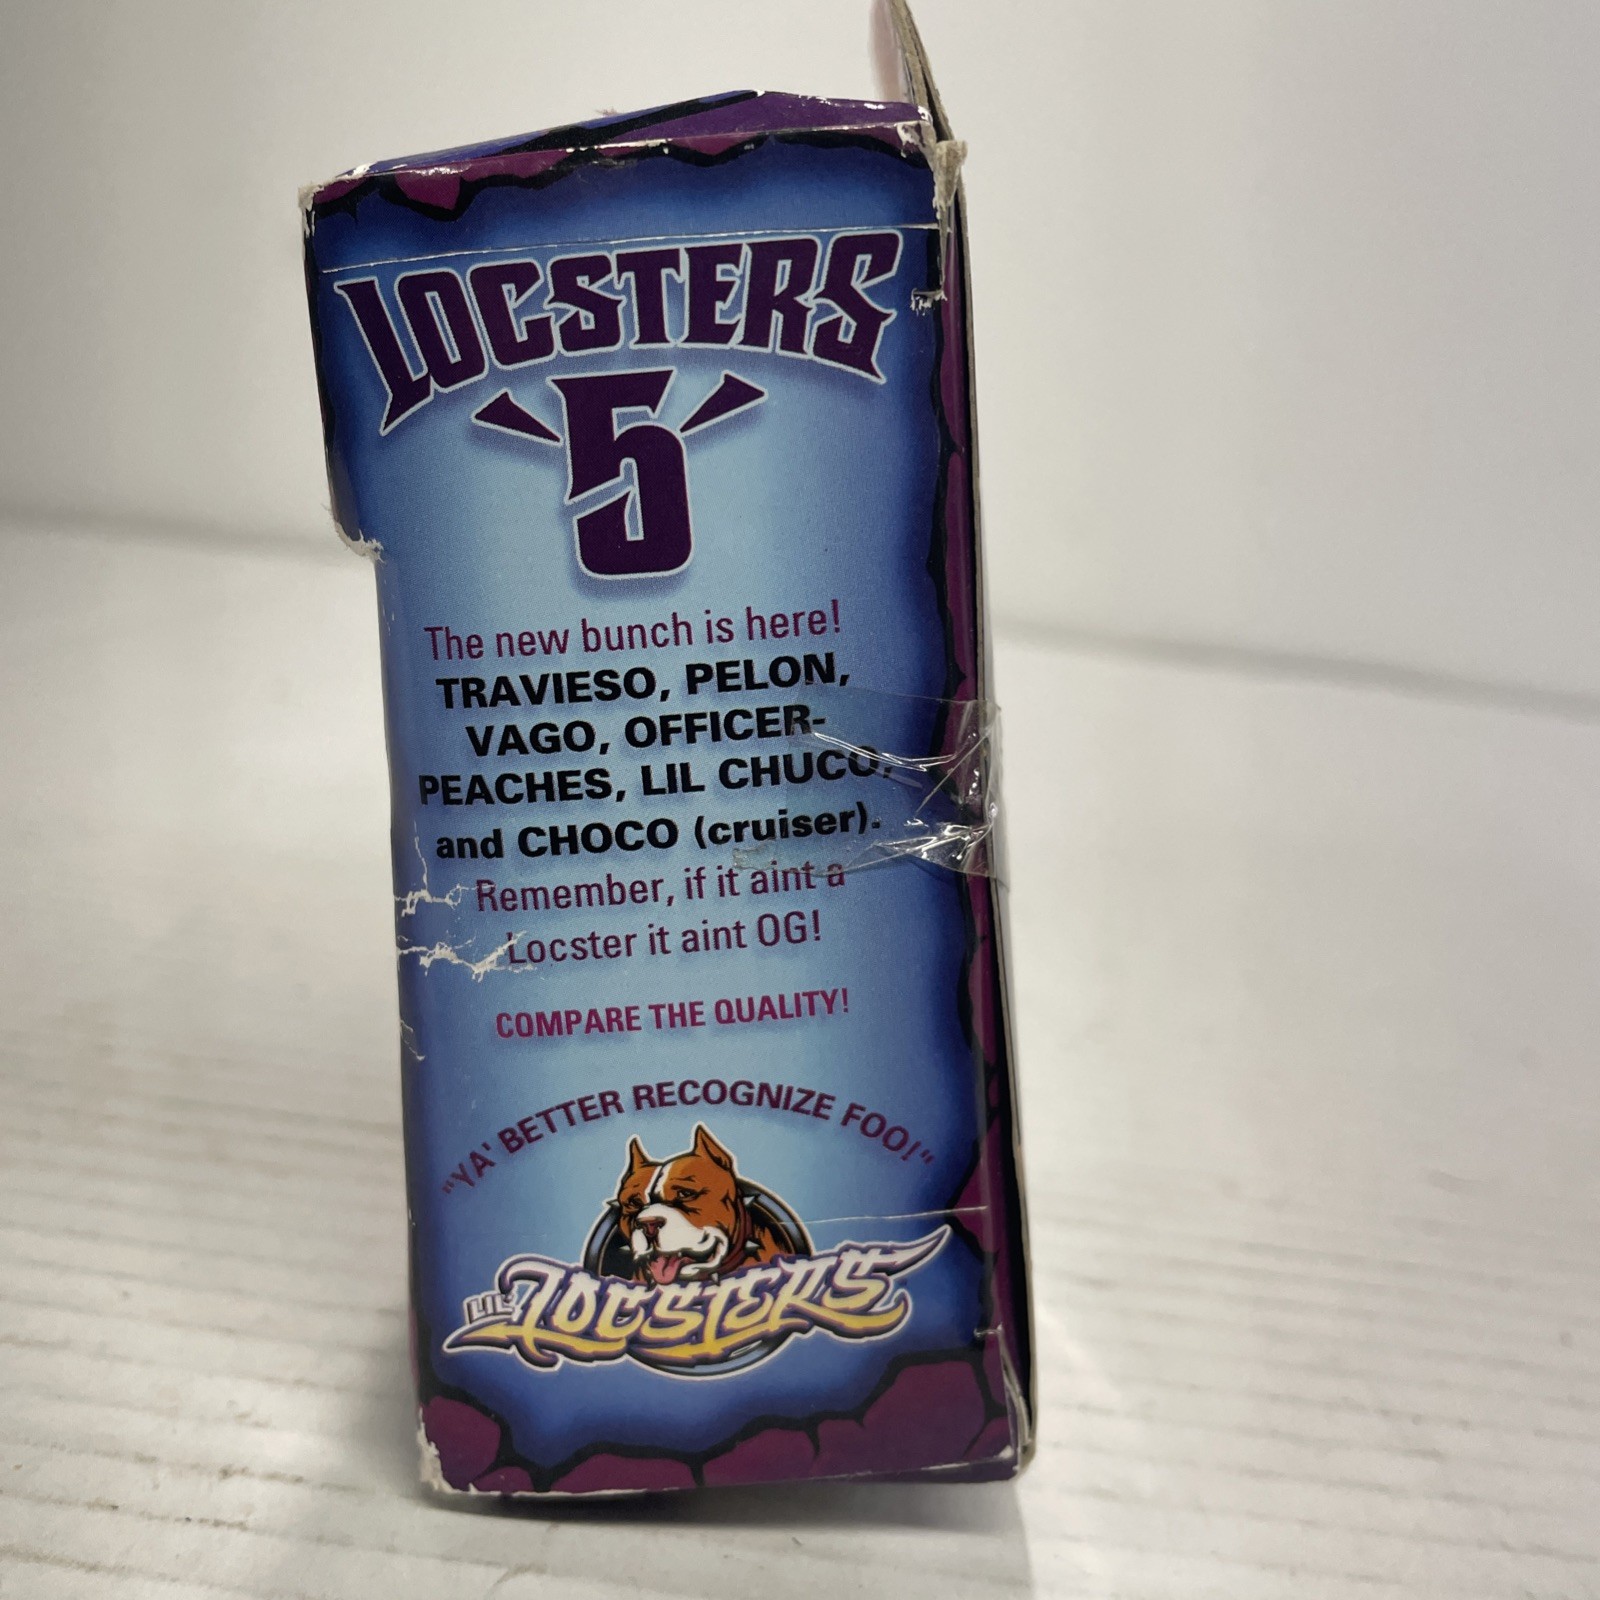 LOCSTERS
5
The new bunch is here!
TRAVIESO, PELON,
VAGO, OFFICER-
PEACHES, LIL CHUCO,
and CHOCO (cruiser).
Remember, if it aint a
Locster it aint OG!
COMPARE THE QUALITY!
"YA' BETTER RECOGNIZE FOO!"
LIL' LOCSTERS